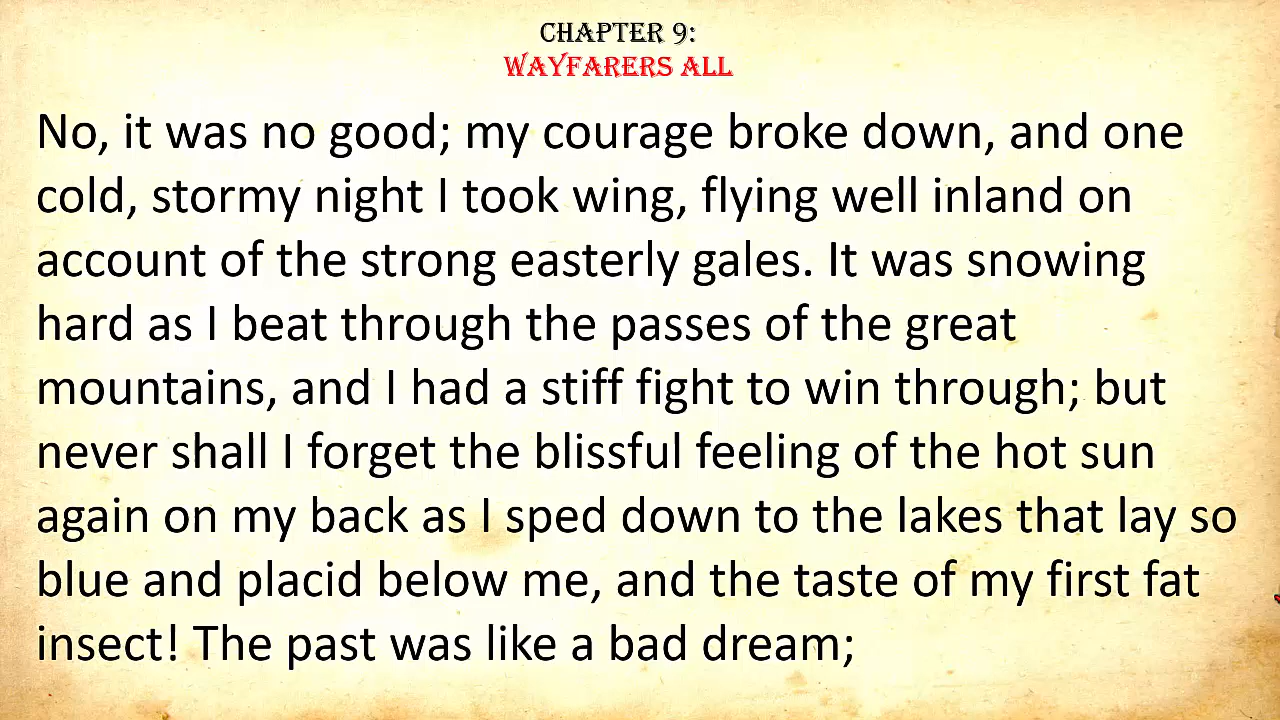 CHAPTER 9:
WAYFARERS ALL
No, it was no good; my courage broke down, and one
cold, stormy night I took wing, flying well inland on
account of the strong easterly gales. It was snowing
hard as I beat through the passes of the great
mountains, and I had a stiff fight to win through; but
never shall I forget the blissful feeling of the hot sun
again on my back as I sped down to the lakes that lay so
blue and placid below me, and the taste of my first fat
insect! The past was like a bad dream;